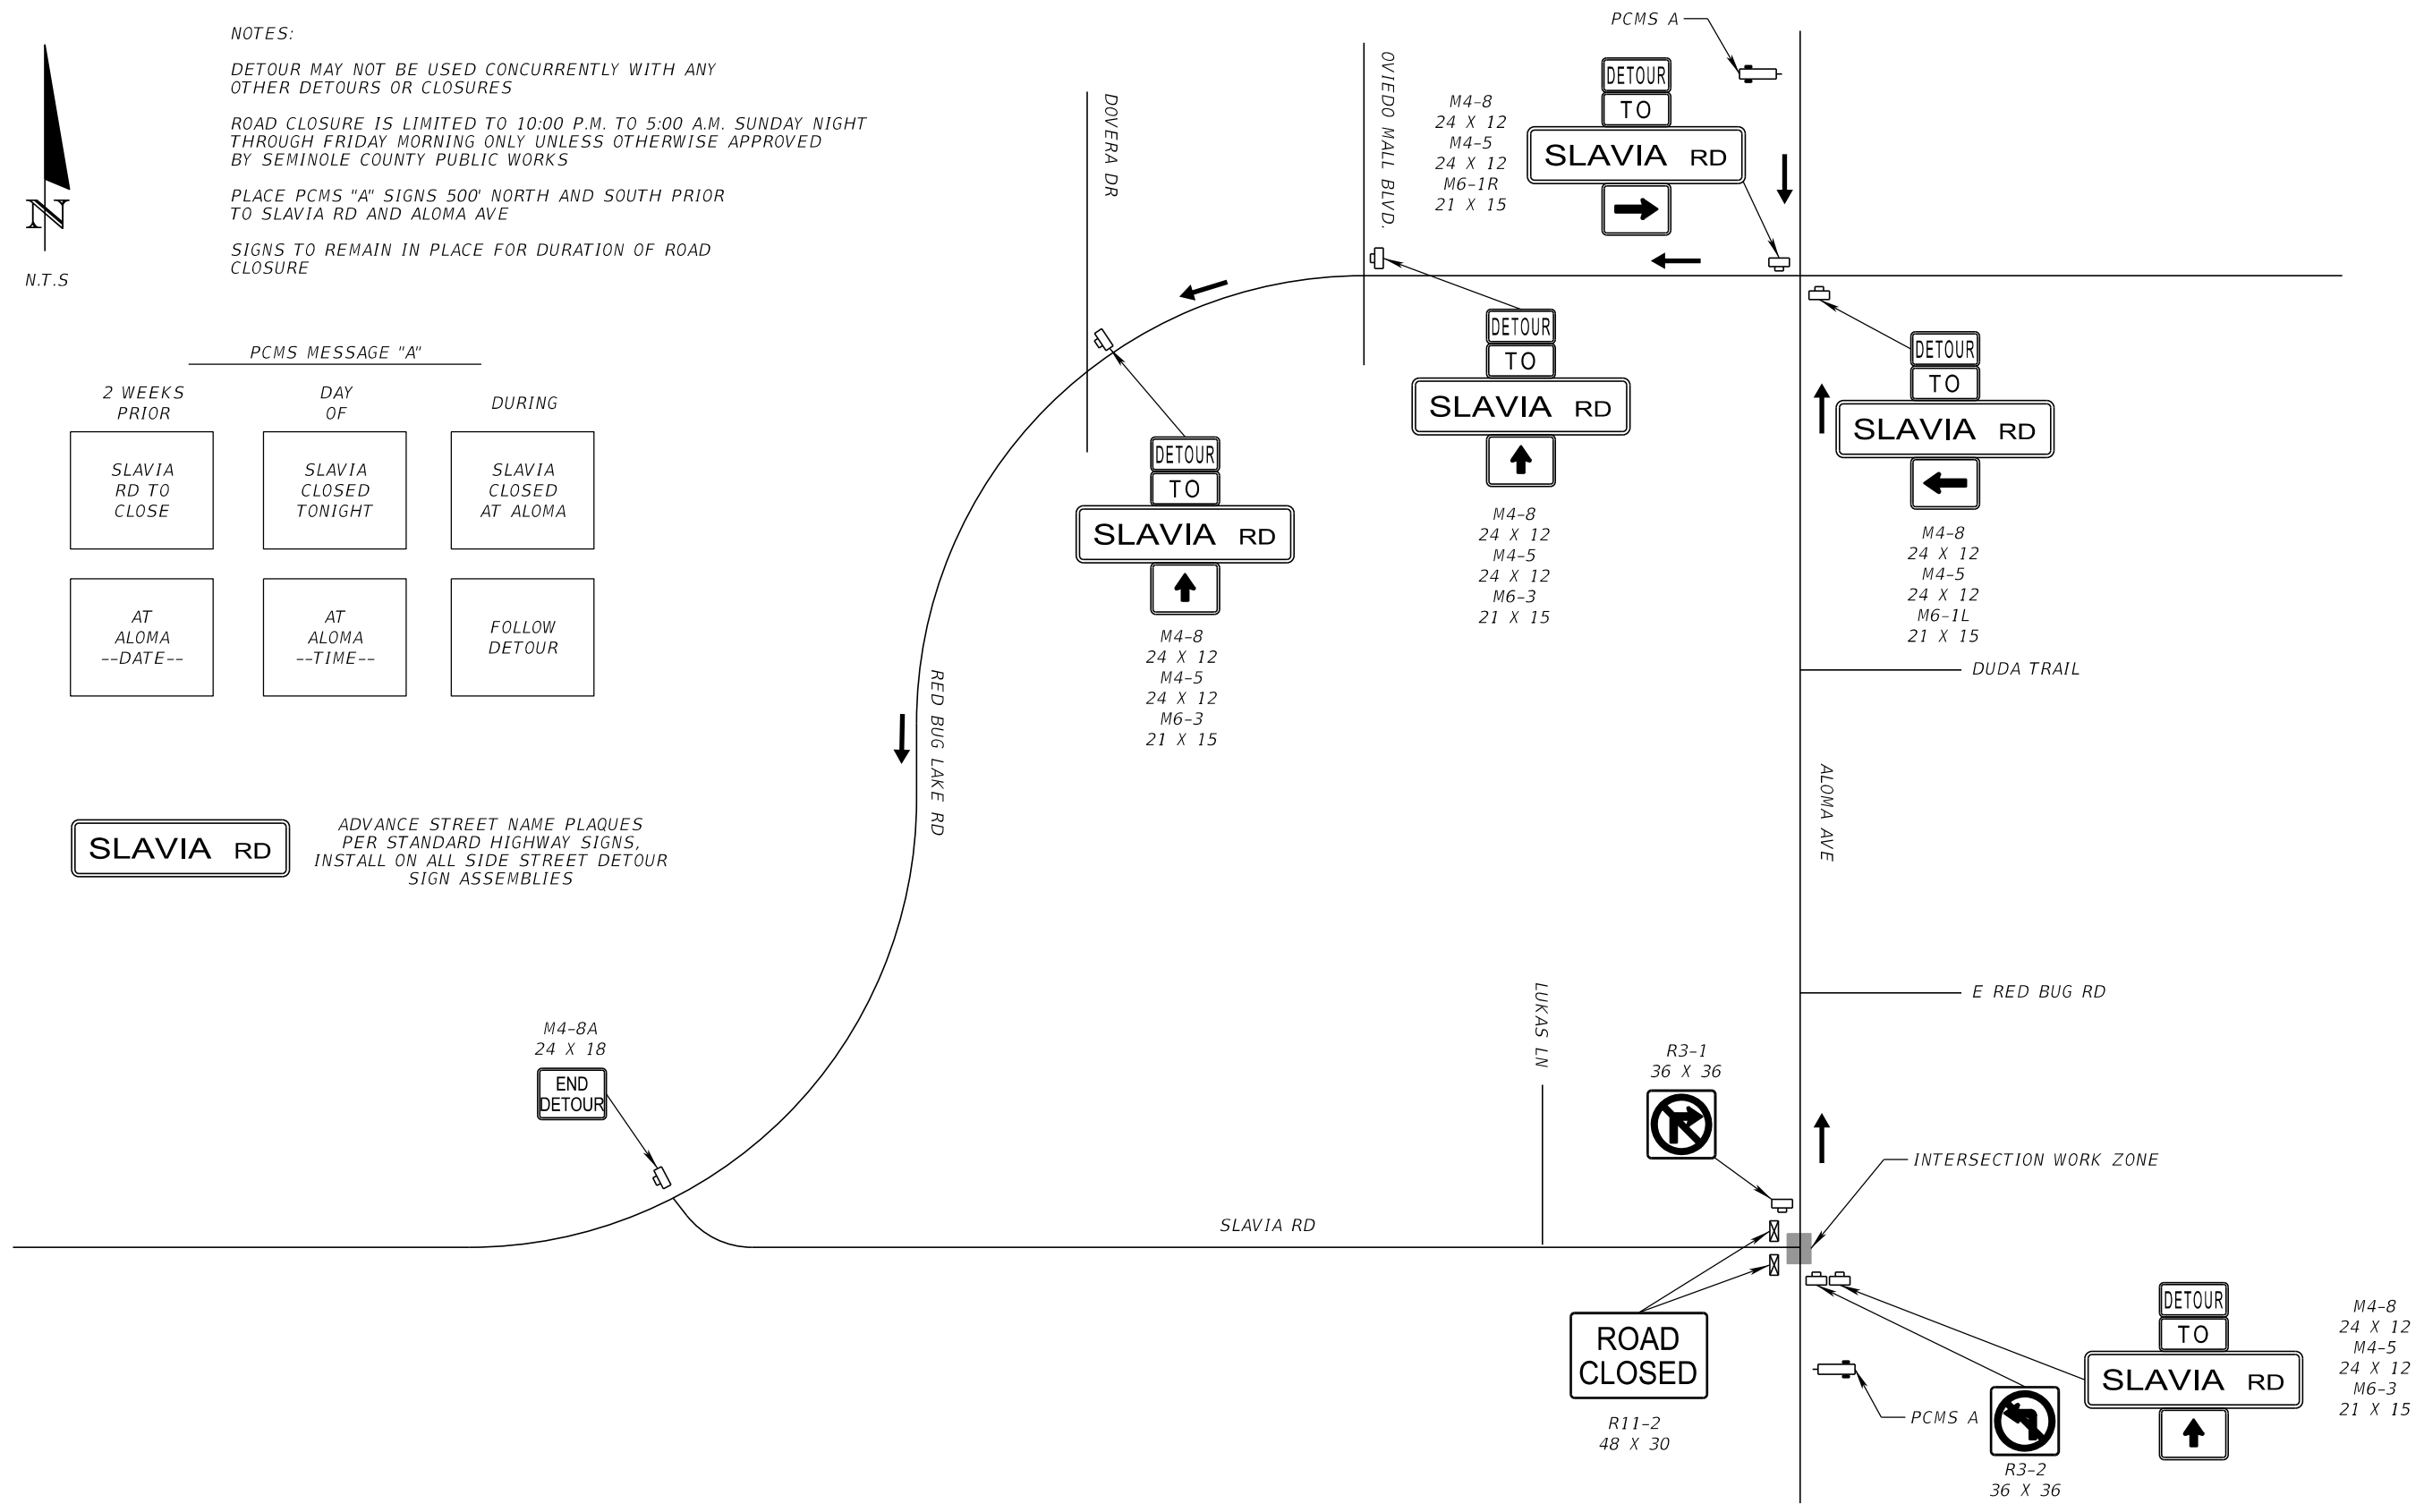 NOTES:
DETOUR MAY NOT BE USED CONCURRENTLY WITH ANY
OTHER DETOURS OR CLOSURES
ROAD CLOSURE IS LIMITED TO 10:00 P.M. TO 5:00 A.M. SUNDAY NIGHT
THROUGH FRIDAY MORNING ONLY UNLESS OTHERWISE APPROVED
BY SEMINOLE COUNTY PUBLIC WORKS
PLACE PCMS "A" SIGNS 500' NORTH AND SOUTH PRIOR
TO SLAVIA RD AND ALOMA AVE
SIGNS TO REMAIN IN PLACE FOR DURATION OF ROAD
CLOSURE
N
N.T.S
PCMS MESSAGE "A"
2 WEEKS
PRIOR
DAY
OF
DURING
SLAVIA
RD TO
CLOSE
SLAVIA
CLOSED
TONIGHT
SLAVIA
CLOSED
AT ALOMA
AT
ALOMA
--DATE--
AT
ALOMA
--TIME--
FOLLOW
DETOUR
SLAVIA RD
ADVANCE STREET NAME PLAQUES
PER STANDARD HIGHWAY SIGNS,
INSTALL ON ALL SIDE STREET DETOUR
SIGN ASSEMBLIES
M4-8A
24 X 18
END
DETOUR
RED BUG LAKE RD
DOVERA DR
DETOUR
TO
SLAVIA RD
M4-8
24 X 12
M4-5
24 X 12
M6-3
21 X 15
OVIEDO MALL BLVD.
DETOUR
TO
SLAVIA RD
M4-8
24 X 12
M4-5
24 X 12
M6-3
21 X 15
PCMS A
M4-8
24 X 12
M4-5
24 X 12
M6-1R
21 X 15
DETOUR
TO
SLAVIA RD
DETOUR
TO
SLAVIA RD
M4-8
24 X 12
M4-5
24 X 12
M6-1L
21 X 15
DUDA TRAIL
ALOMA AVE
E RED BUG RD
LUKAS LN
R3-1
36 X 36
INTERSECTION WORK ZONE
SLAVIA RD
ROAD
CLOSED
R11-2
48 X 30
PCMS A
R3-2
36 X 36
DETOUR
TO
SLAVIA RD
M4-8
24 X 12
M4-5
24 X 12
M6-3
21 X 15